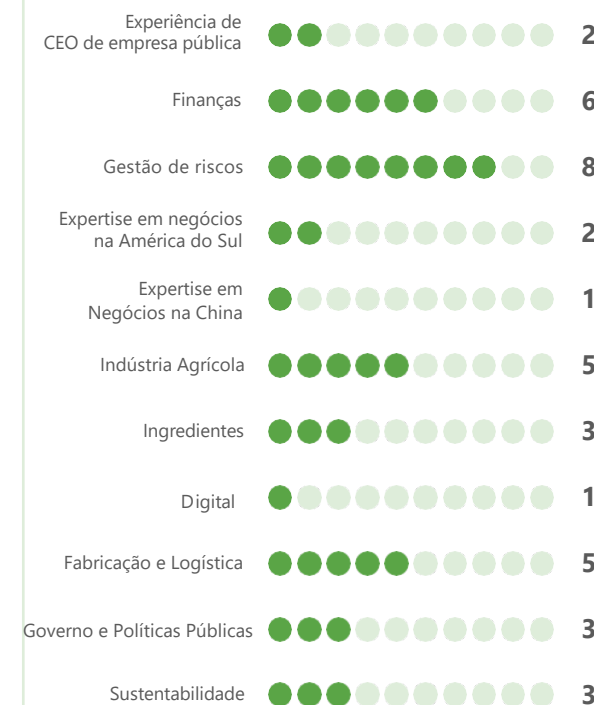 Experiência de
CEO de empresa pública
2
Finanças
6
Gestão de riscos
8
Expertise em negócios
na América do Sul
2
Expertise em
Negócios na China
1
Indústria Agrícola
5
Ingredientes
3
Digital
1
Fabricação e Logística
5
Governo e Políticas Públicas
3
Sustentabilidade
3